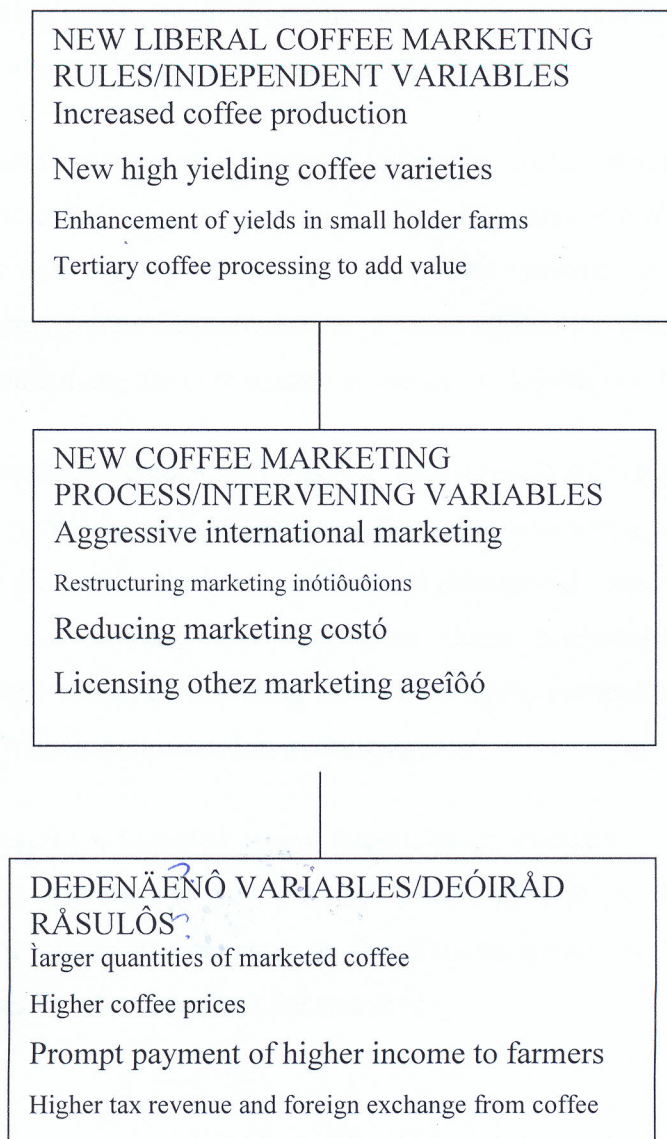 NEW LIBERAL COFFEE MARKETING
RULES/INDEPENDENT VARIABLES
Increased coffee production
New high yielding coffee varieties
Enhancement of yields in small holder farms
Tertiary coffee processing to add value
NEW COFFEE MARKETING
PROCESS/INTERVENING VARIABLES
Aggressive international marketing
Restructuring marketing inótiôuôions
Reducing marketing costó
Licensing othez marketing ageîôó
DEÐENÄENÔ VARIABLES/DEÓIRÅD
RÅSULÔS
Ìarger quantities of marketed coffee
Higher coffee prices
Prompt payment of higher income to farmers
Higher tax revenue and foreign exchange from coffee